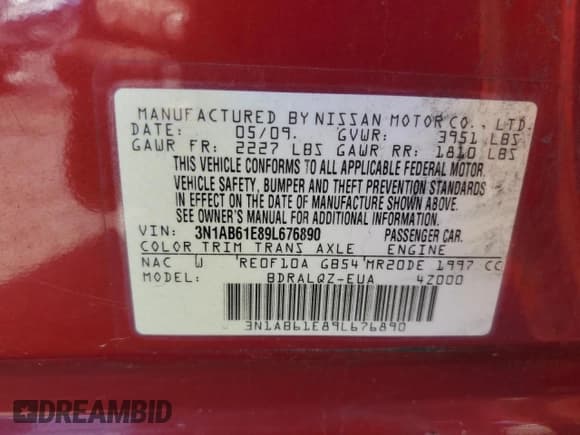 MANUFACTURED BY NISSAN MOTOR CO., LTD.
DATE: 05/09. GVWR: 3951 LBS
GAWR FR: 2227 LBS GAWR RR: 1810 LBS
THIS VEHICLE CONFORMS TO ALL APPLICABLE FEDERAL MOTOR
VEHICLE SAFETY, BUMPER AND THEFT PREVENTION STANDARDS
IN EFFECT ON THE DATE OF MANUFACTURE SHOWN ABOVE.
SEE OWNER'S MANUAL FOR ADDITIONAL INFORMATION.
VIN: 3N1AB61E89L676890 PASSENGER CAR.
COLOR TRIM TRANS AXLE ENGINE
NAC W RE0F10A GB54 MR20DE 1997 CC
MODEL: BDRALQZ-EUA 4Z000
3N1AB61E89L676890
DREAMBID